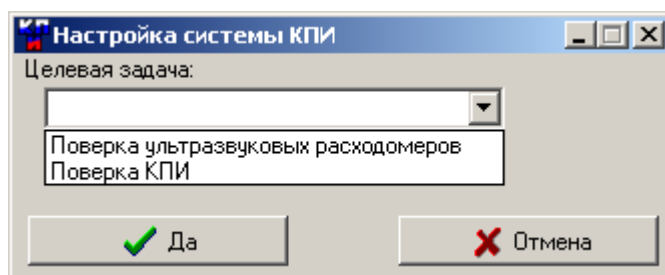 КПИ
Настройка системы КПИ
Целевая задача:
Поверка ультразвуковых расходомеров
Поверка КПИ
Да
Отмена